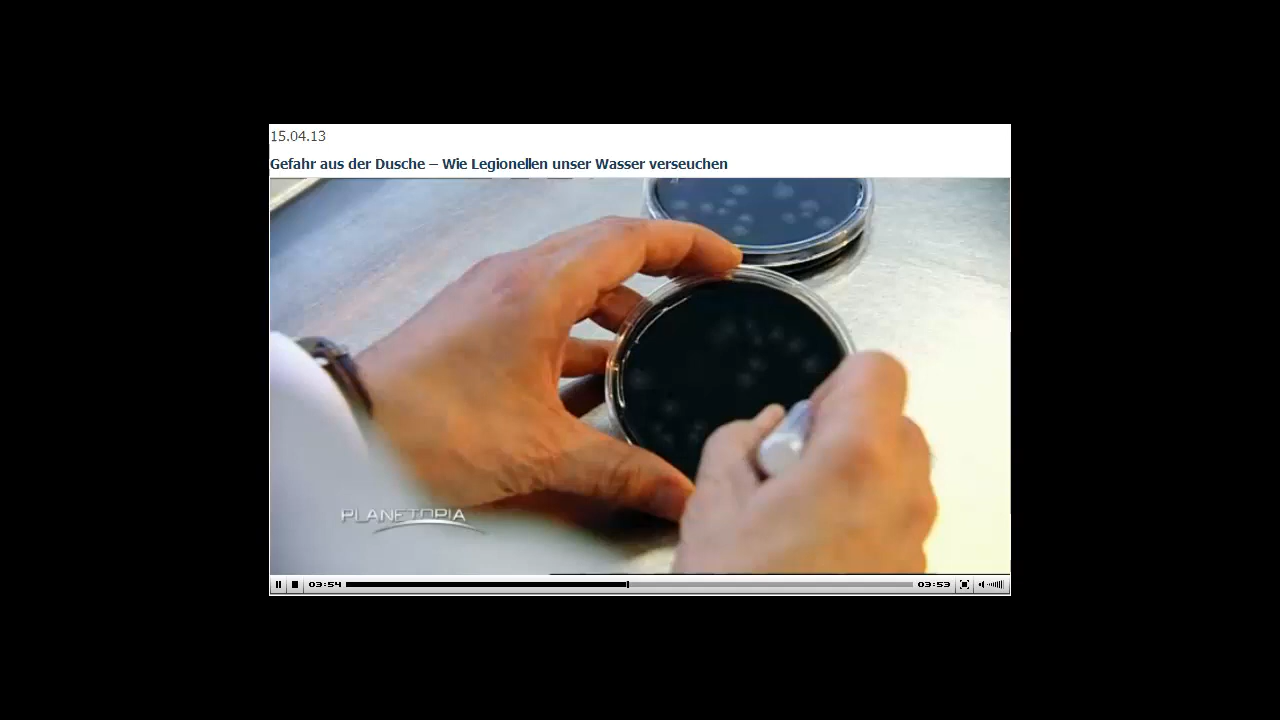 15.04.13
Gefahr aus der Dusche – Wie Legionellen unser Wasser verseuchen
PLANETOPIA
03:54 03:53